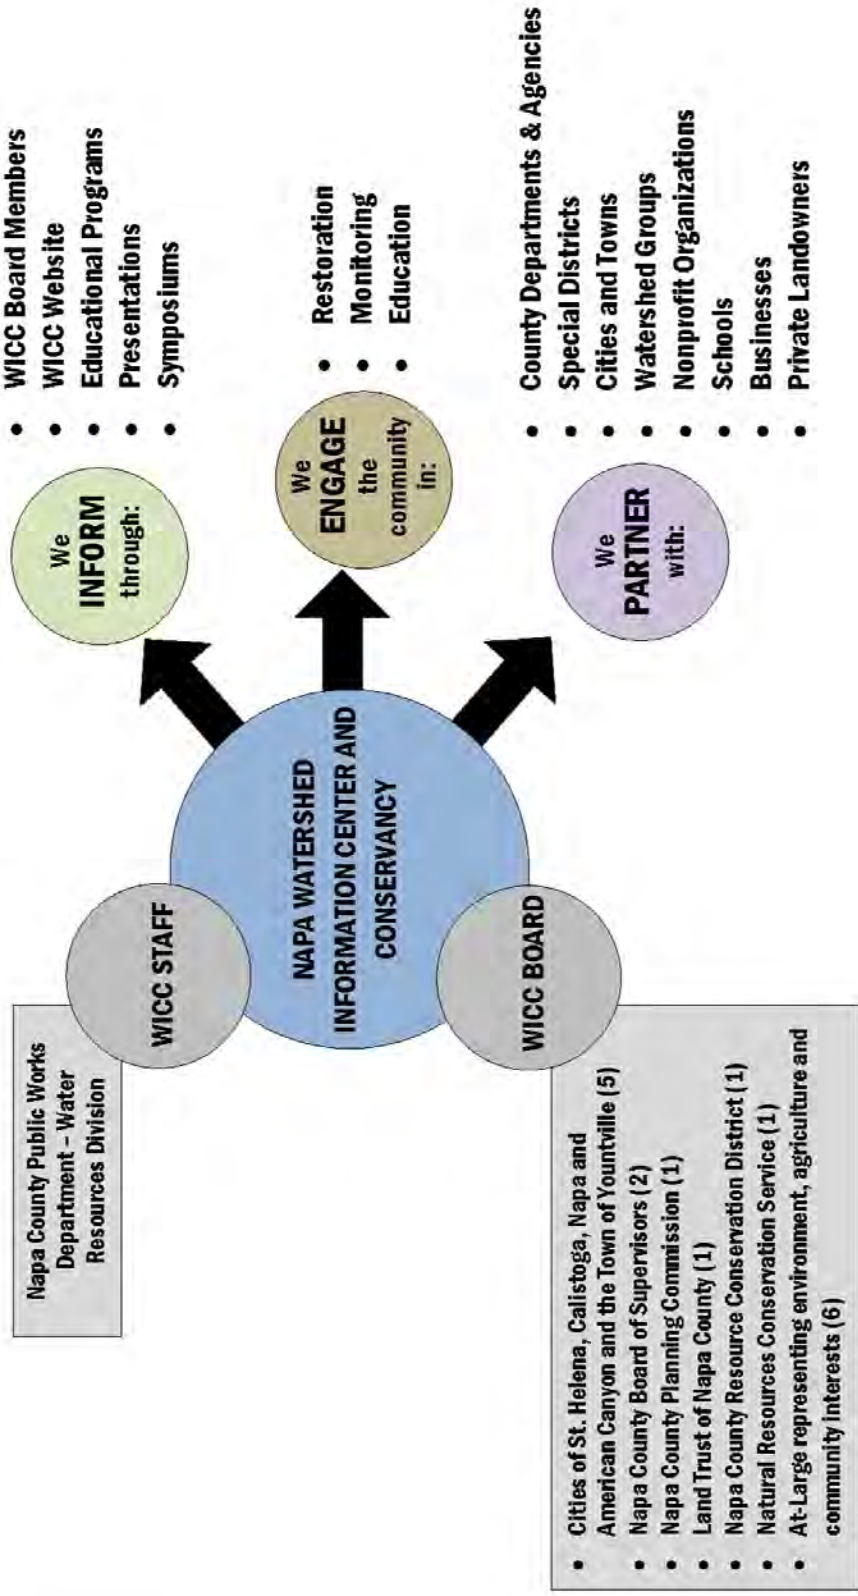 Napa County Public Works
Department – Water
Resources Division
WICC STAFF
NAPA WATERSHED
INFORMATION CENTER AND
CONSERVANCY
WICC BOARD
• Cities of St. Helena, Calistoga, Napa and
American Canyon and the Town of Yountville (5)
• Napa County Board of Supervisors (2)
• Napa County Planning Commission (1)
• Land Trust of Napa County (1)
• Napa County Resource Conservation District (1)
• Natural Resources Conservation Service (1)
• At-Large representing environment, agriculture and
community interests (6)
We
INFORM
through:
• WICC Board Members
• WICC Website
• Educational Programs
• Presentations
• Symposiums
We
ENGAGE
the
community
in:
• Restoration
• Monitoring
• Education
We
PARTNER
with:
• County Departments & Agencies
• Special Districts
• Cities and Towns
• Watershed Groups
• Nonprofit Organizations
• Schools
• Businesses
• Private Landowners